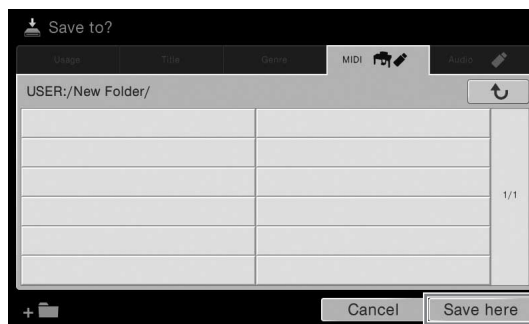 Save to?
Usage Title Genre MIDI Audio
USER:/New Folder/
1/1
Cancel Save here